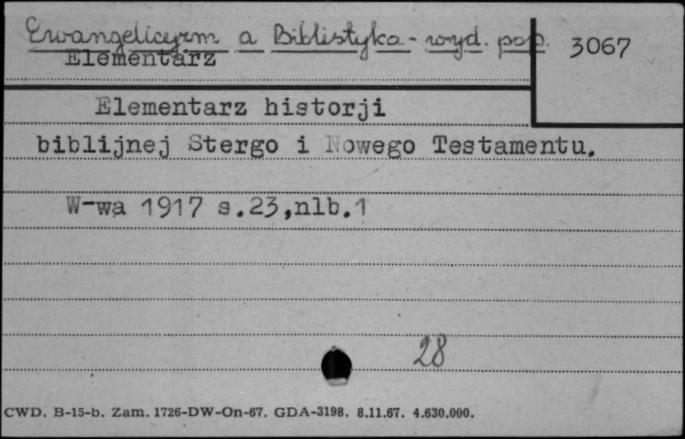 Ewangelicyzm a Biblistyka - wyd. pop.
3067
Elementarz
Elementarz historji
biblijnej Stergo i Nowego Testamentu.
W-wa 1917 s.23,nlb.1
28
CWD. B-15-b. Zam. 1726-DW-On-67. GDA-3198. 8.11.67. 4.630.000.